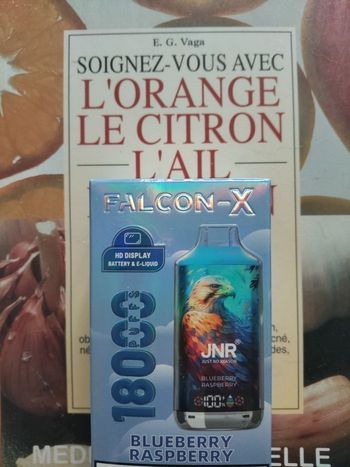 E. G. Vaga
SOIGNEZ-VOUS AVEC
L'ORANGE
LE CITRON
L'AIL
FALCON-X
HD DISPLAY
BATTERY & E-LIQUID
18000
PUFFS
JNR®
JUST NO REASON
BLUEBERRY
RASPBERRY
100%
BLUEBERRY
RASPBERRY